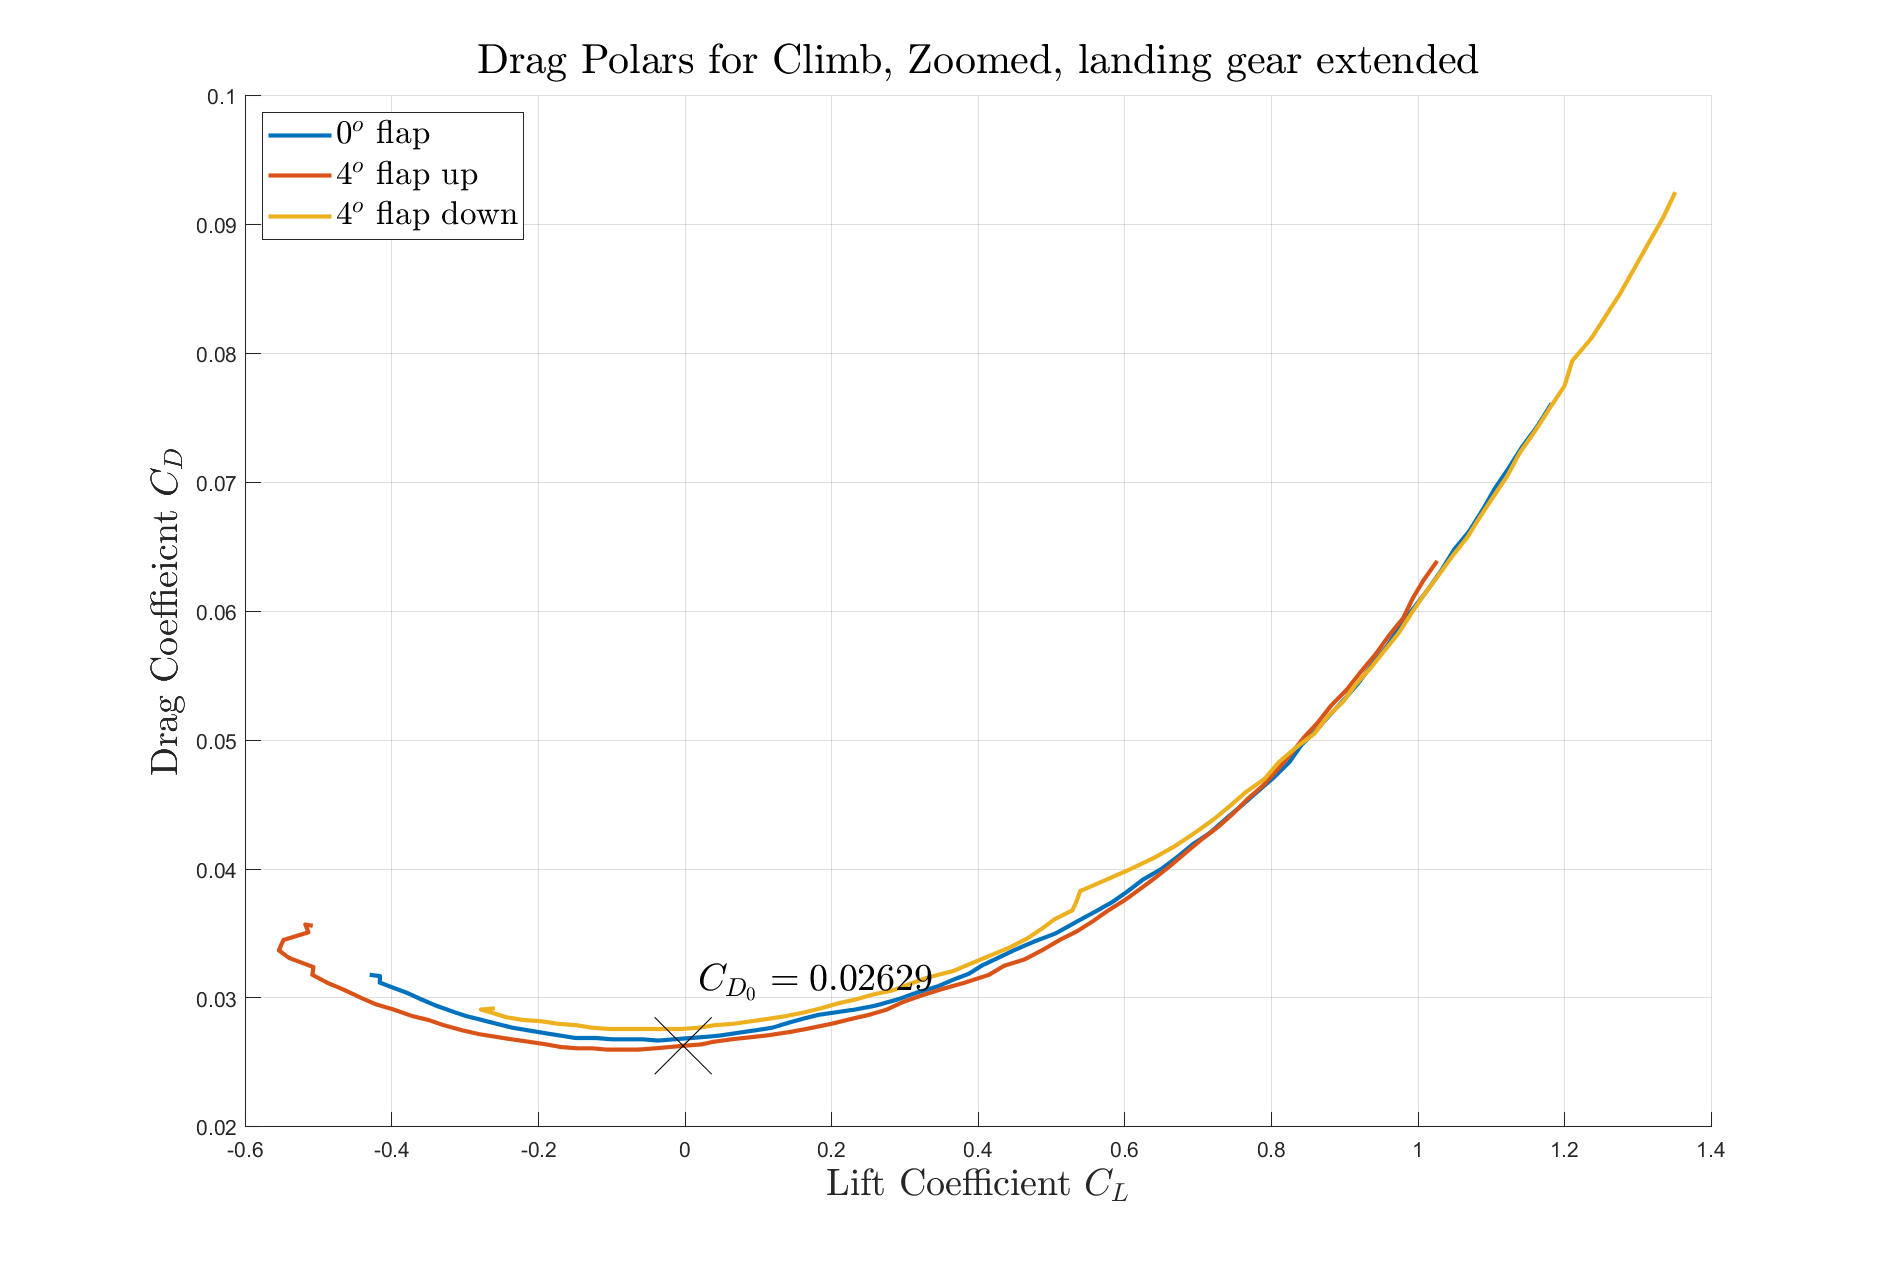 Drag Polars for Climb, Zoomed, landing gear extended
0° flap
4° flap up
4° flap down
0.1
0.09
0.08
0.07
0.06
0.05
0.04
0.03
0.02
Drag Coeffieicnt C_D
C_{D_0} = 0.02629
-0.6 -0.4 -0.2 0 0.2 0.4 0.6 0.8 1 1.2 1.4
Lift Coefficient C_L